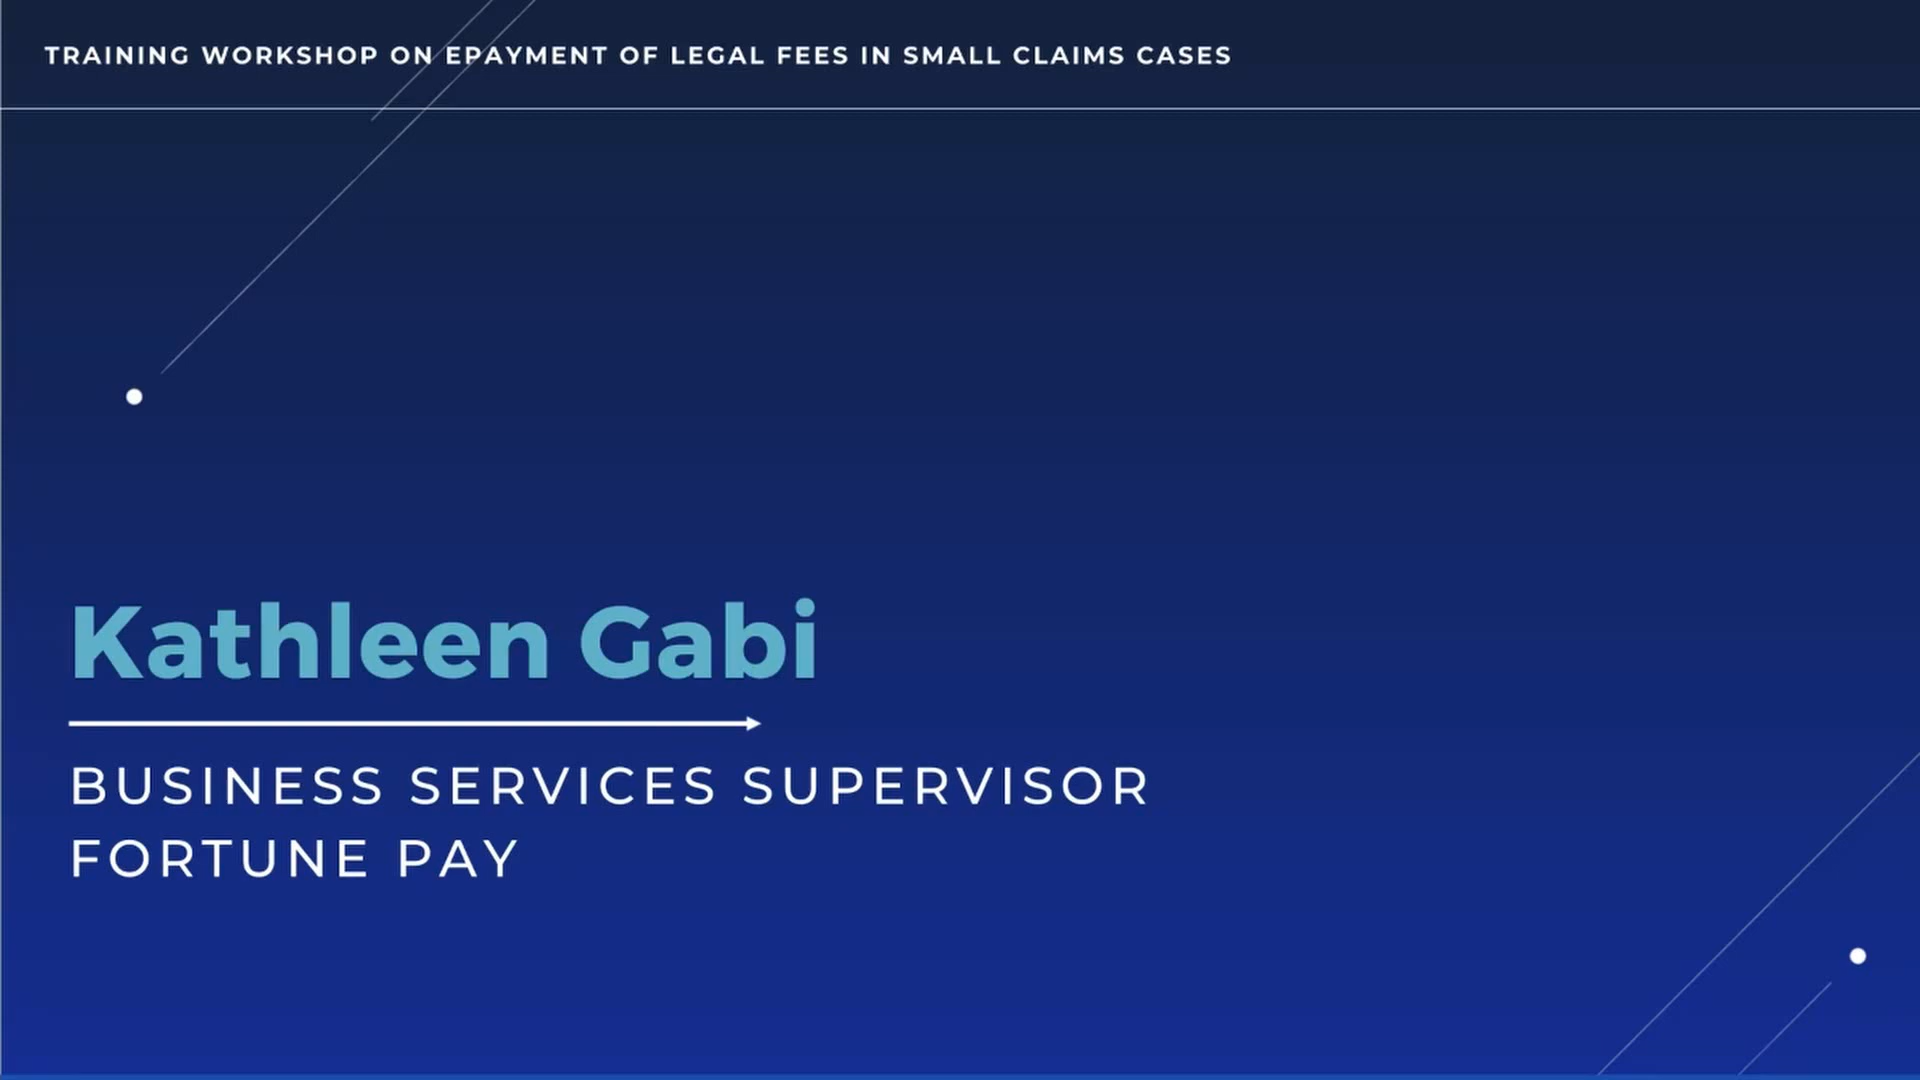 TRAINING WORKSHOP ON EPAYMENT OF LEGAL FEES IN SMALL CLAIMS CASES
Kathleen Gabi
BUSINESS SERVICES SUPERVISOR
FORTUNE PAY